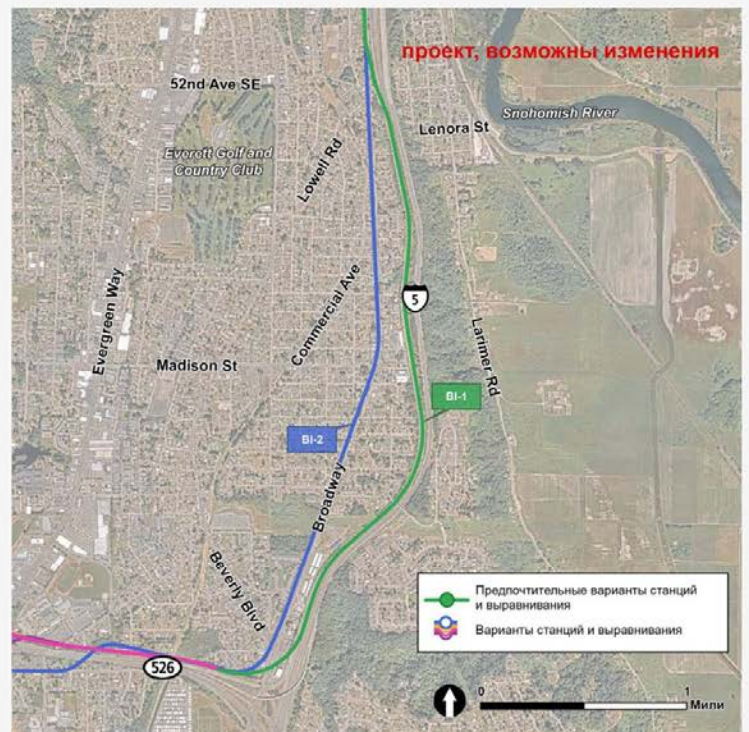 проект, возможны изменения
52nd Ave SE
Snohomish River
Lenora St
Everett Golf and
Country Club
Lowell Rd
Evergreen Way
Commercial Ave
5
Larimer Rd
Madison St
BI-1
BI-2
Broadway
Beverly Blvd
Предпочтительные варианты станций
и выравнивания
Варианты станций и выравнивания
526
0 1
Мили